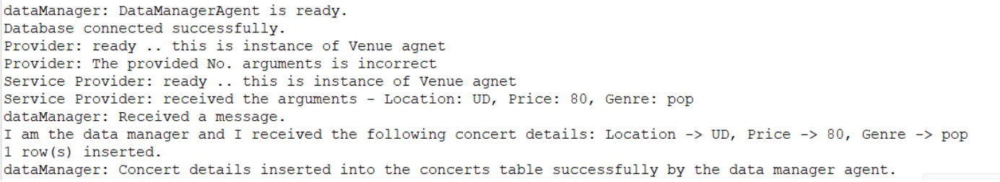 dataManager: DataManagerAgent is ready.
Database connected successfully.
Provider: ready .. this is instance of Venue agnet
Provider: The provided No. arguments is incorrect
Service Provider: ready .. this is instance of Venue agnet
Service Provider: received the arguments - Location: UD, Price: 80, Genre: pop
dataManager: Received a message.
I am the data manager and I received the following concert details: Location -> UD, Price -> 80, Genre -> pop
1 row(s) inserted.
dataManager: Concert details inserted into the concerts table successfully by the data manager agent.